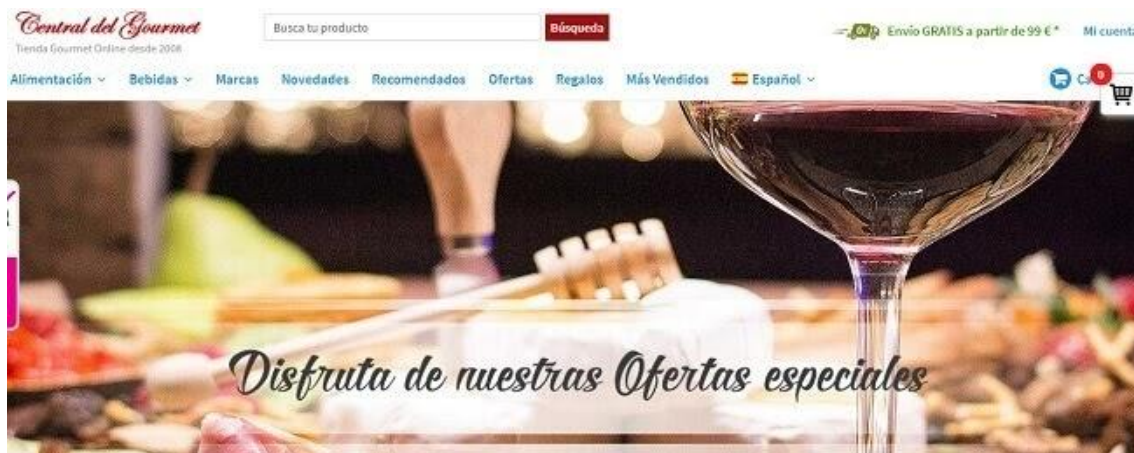 Central del Gourmet
Tienda Gourmet Online desde 2008
Busca tu producto
Búsqueda
Envío GRATIS a partir de 99 € *
Mi cuenta
Alimentación
Bebidas
Marcas
Novedades
Recomendados
Ofertas
Regalos
Más Vendidos
Español
0
Disfruta de nuestras Ofertas especiales